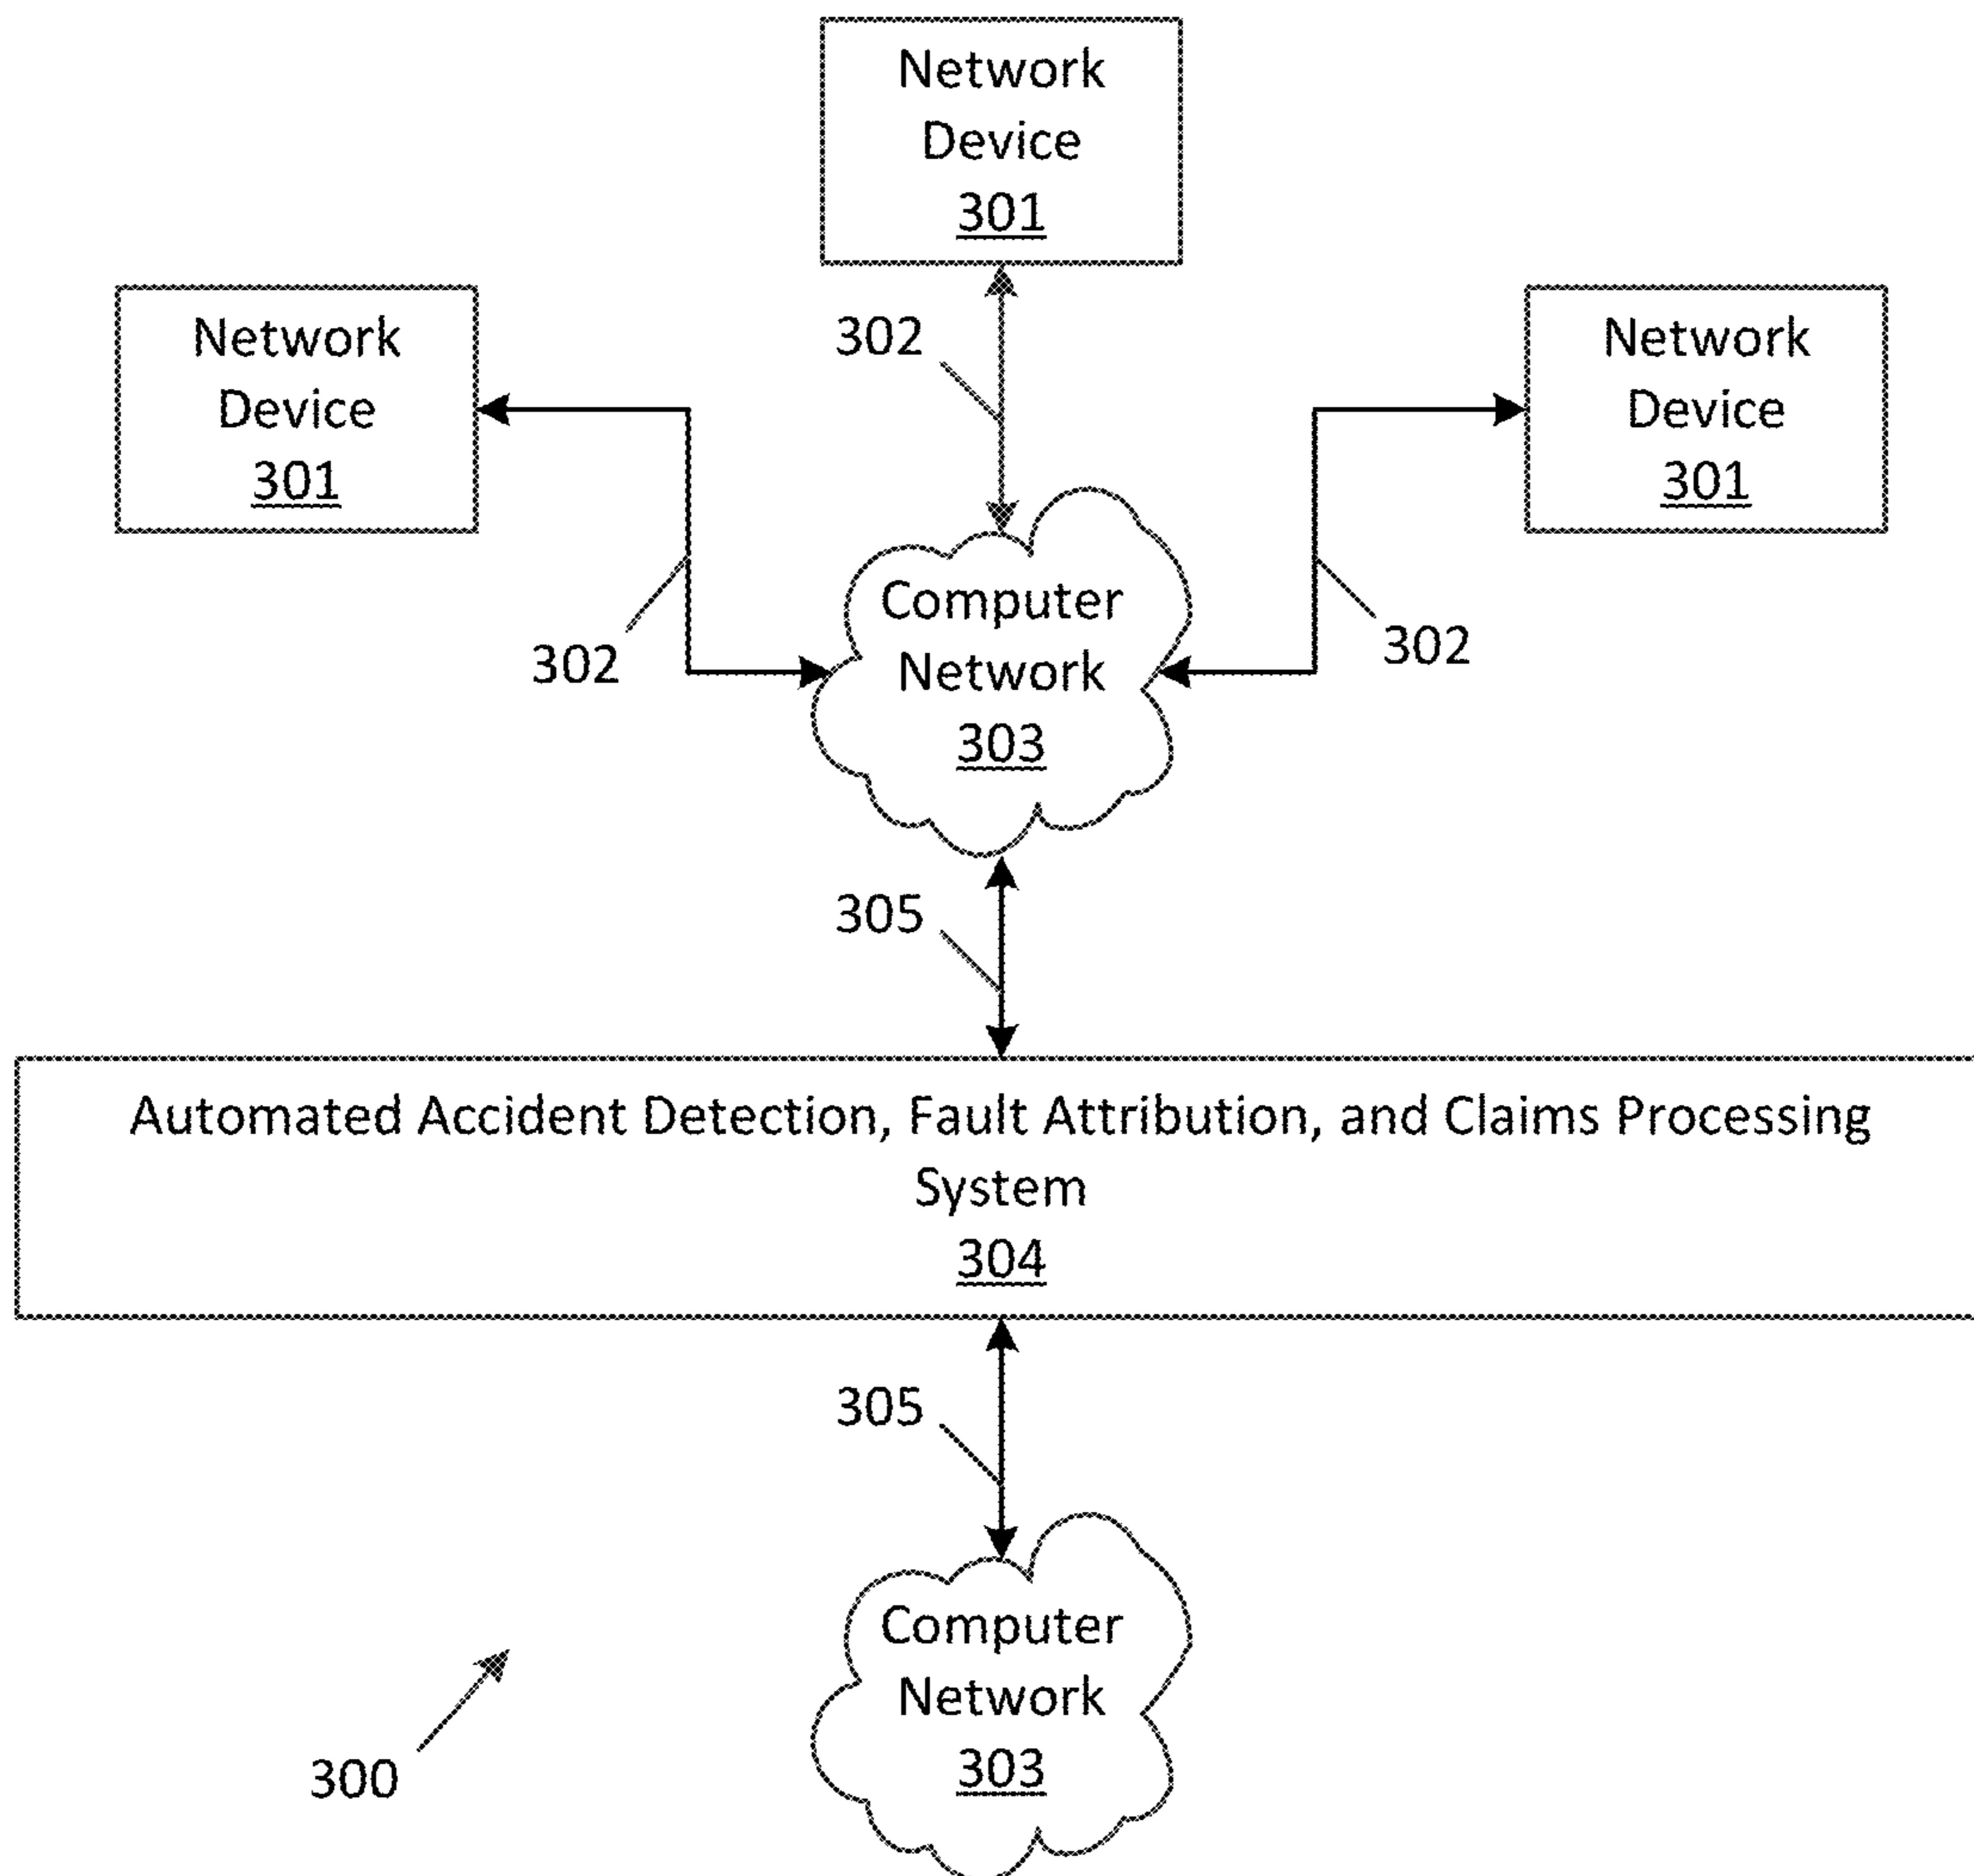 Network
Device
301
Network
Device
301
302
Network
Device
301
302
302
Computer
Network
303
305
Automated Accident Detection, Fault Attribution, and Claims Processing
System
304
305
Computer
Network
303
300